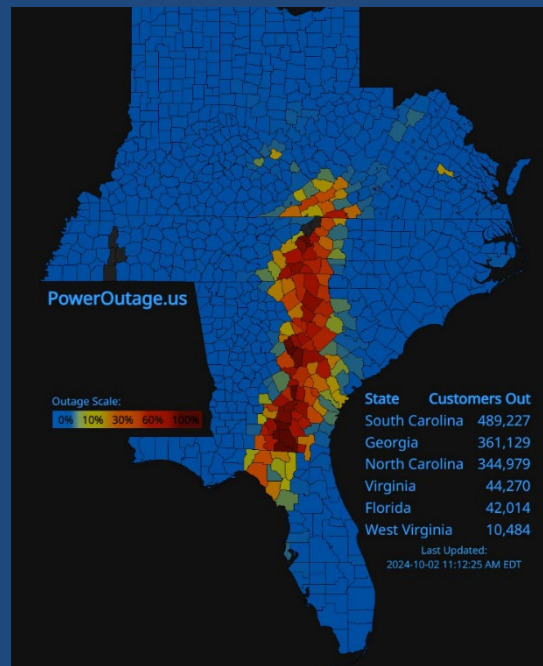 PowerOutage.us
Outage Scale:
0% 10% 30% 60% 100%
State Customers Out
South Carolina 489,227
Georgia 361,129
North Carolina 344,979
Virginia 44,270
Florida 42,014
West Virginia 10,484
Last Updated:
2024-10-02 11:12:25 AM EDT